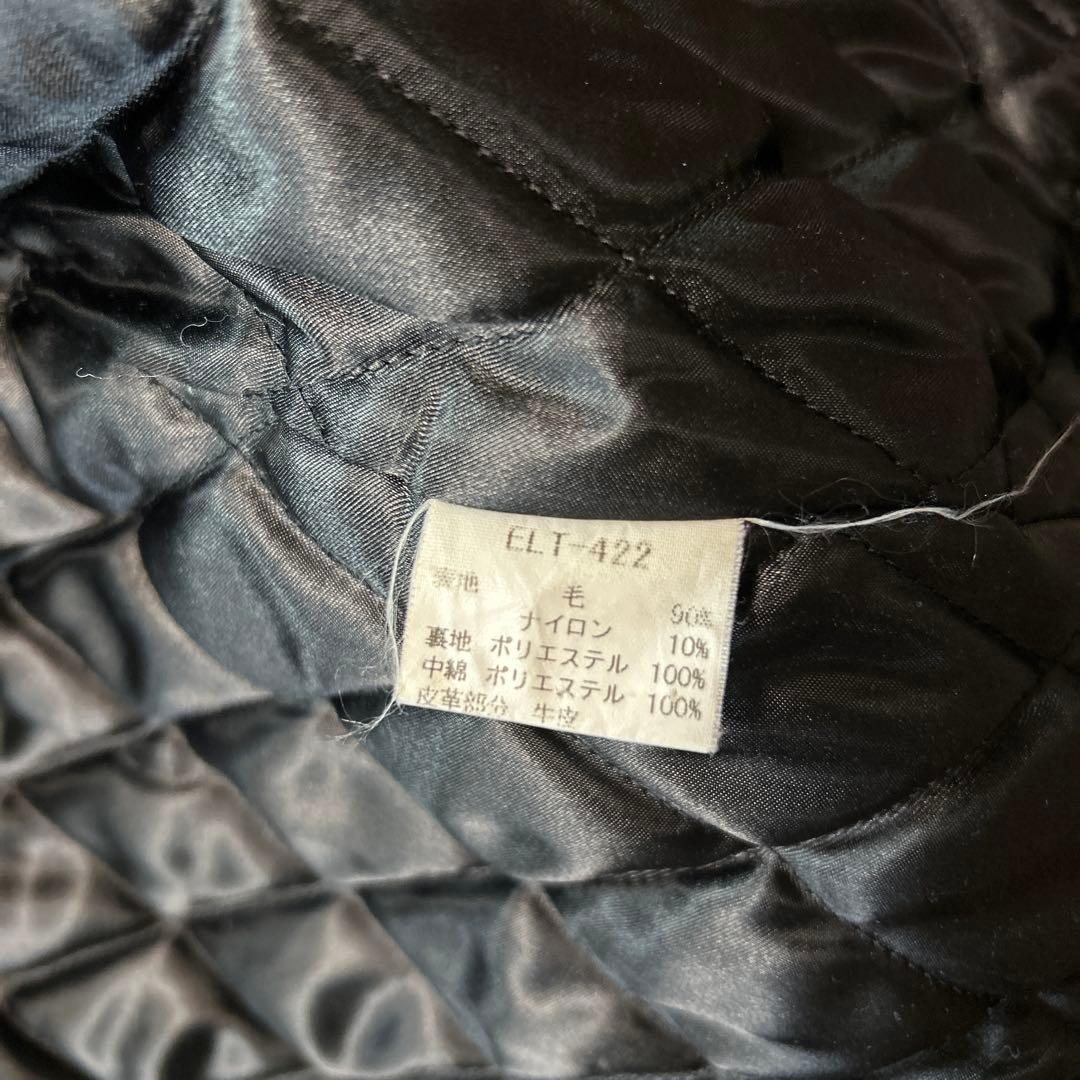 ELT-422
表地 毛 90%
ナイロン 10%
裏地 ポリエステル 100%
中綿 ポリエステル 100%
皮革部分 牛皮